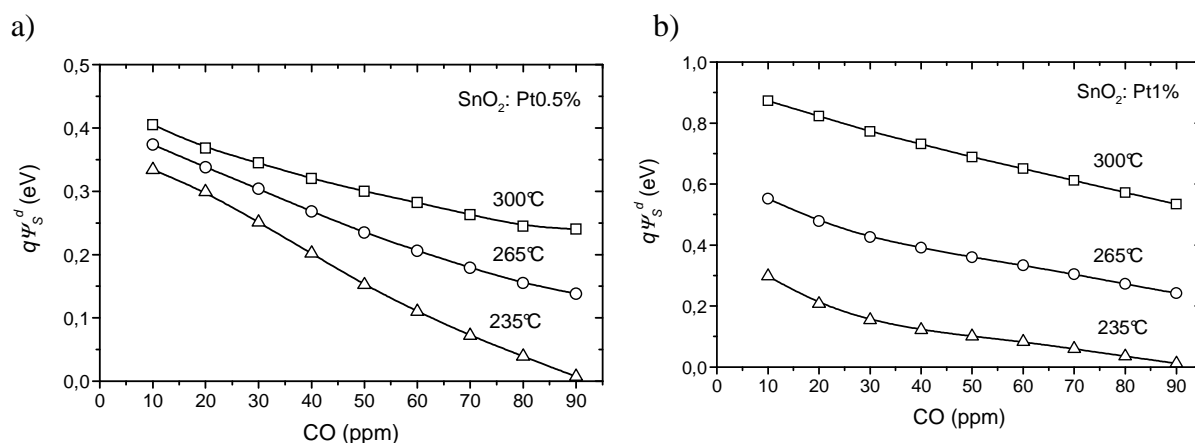 a)
0,5
0,4
0,3
0,2
0,1
0,0
qΨ_S^d (eV)
SnO₂: Pt0.5%
300℃
265℃
235℃
0 10 20 30 40 50 60 70 80 90
CO (ppm)
b)
1,0
0,8
0,6
0,4
0,2
0,0
qΨ_S^d (eV)
SnO₂: Pt1%
300℃
265℃
235℃
0 10 20 30 40 50 60 70 80 90
CO (ppm)